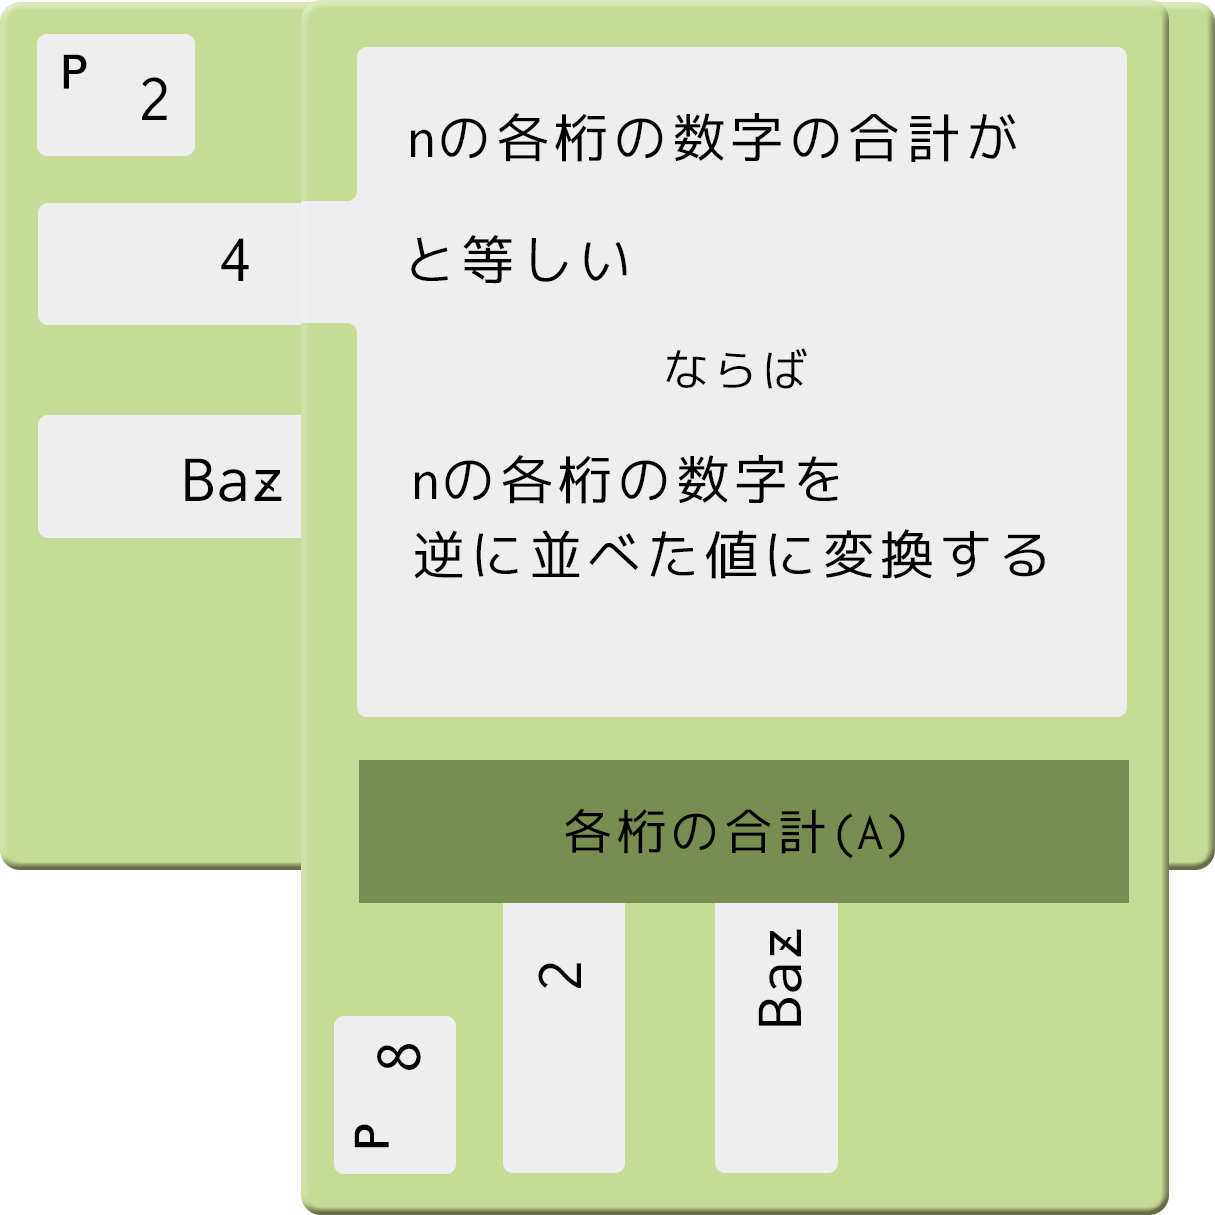 P 2
nの各桁の数字の合計が
4 と等しい
ならば
Baz nの各桁の数字を
逆に並べた値に変換する
各桁の合計(A)
P 8
2
Baz